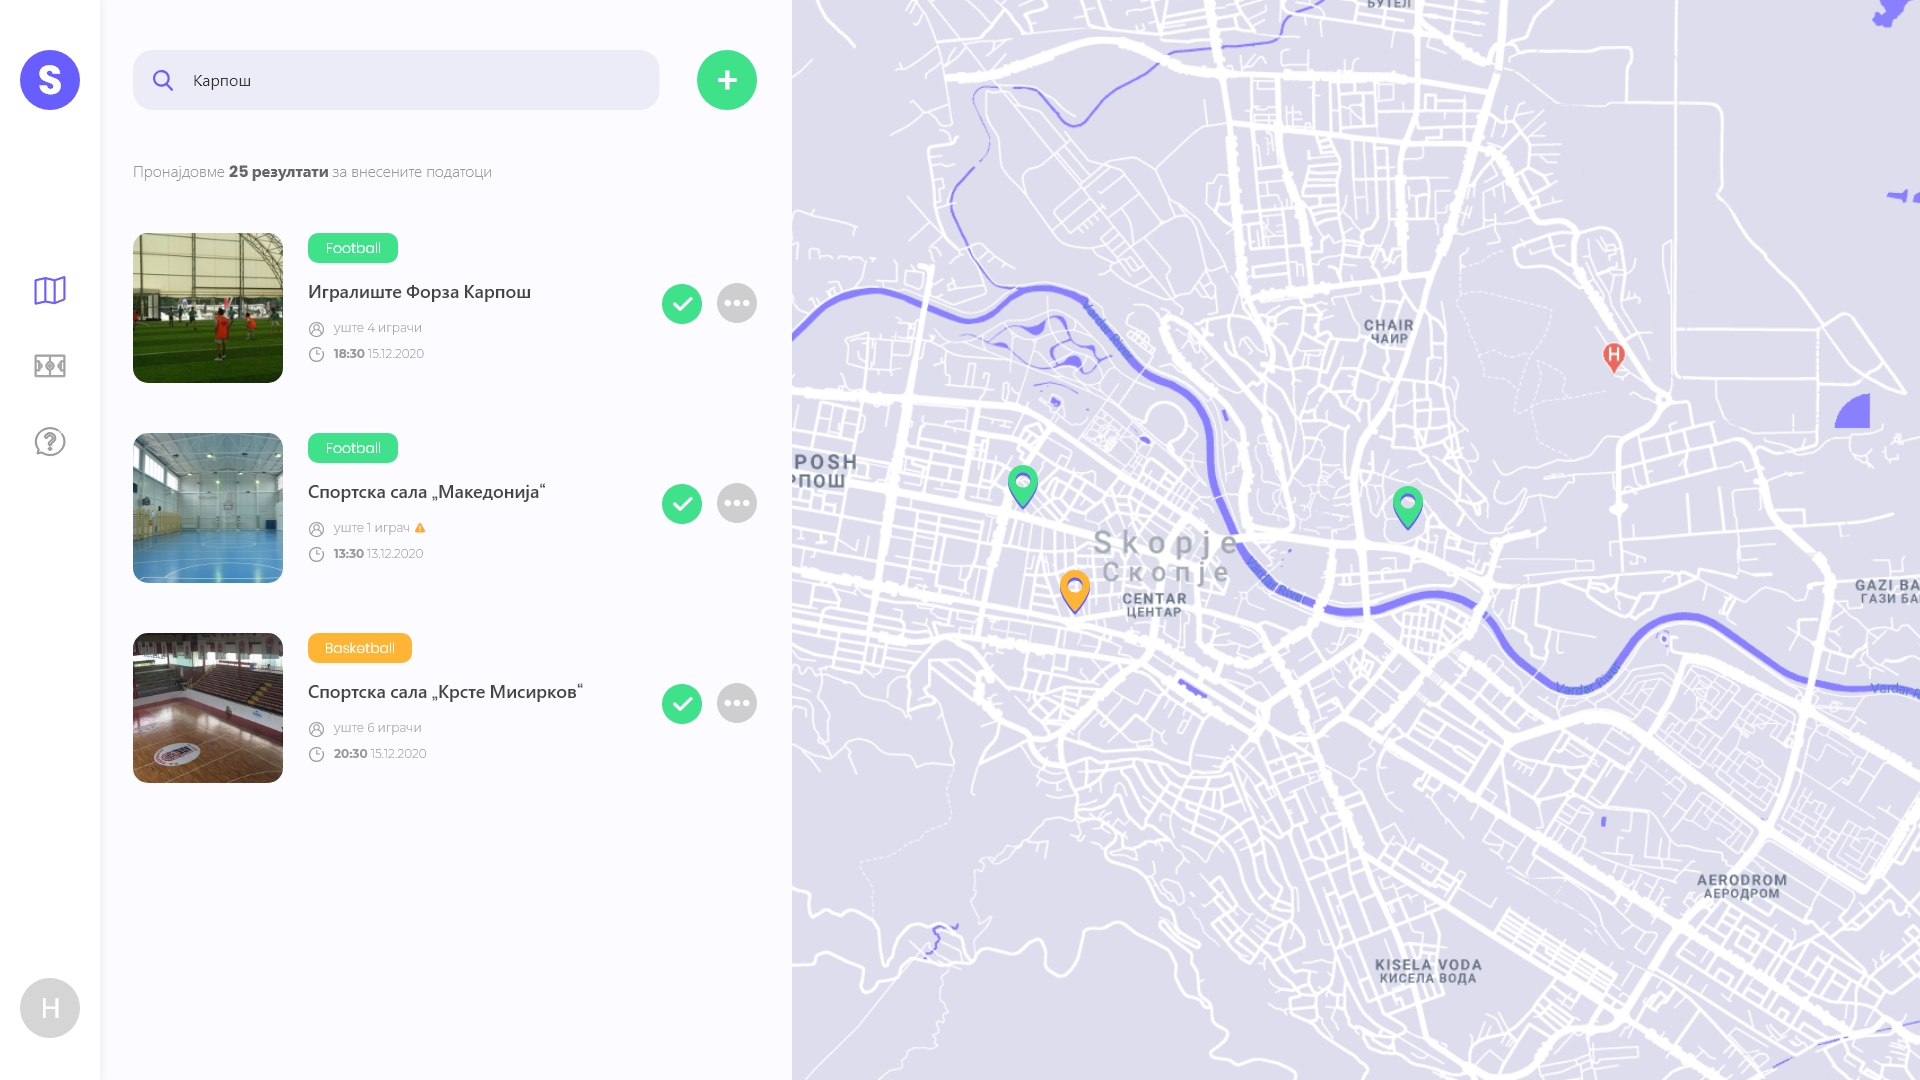 S
Карпош
Пронајдовме 25 резултати за внесените податоци
Football
Игралиште Форза Карпош
уште 4 играчи
18:30 15.12.2020
Football
Спортска сала „Македонија“
уште 1 играч
13:30 13.12.2020
Basketball
Спортска сала „Крсте Мисирков“
уште 6 играчи
20:30 15.12.2020
H
БУТЕЛ
Vardar River
CHAIR
ЧАИР
H
POSH
РПОШ
Skopje
Скопје
CENTAR
ЦЕНТАР
Vardar River
GAZI BA
ГАЗИ БА
Vardar River
Vardar R
AERODROM
АЕРОДРОМ
KISELA VODA
КИСЕЛА ВОДА